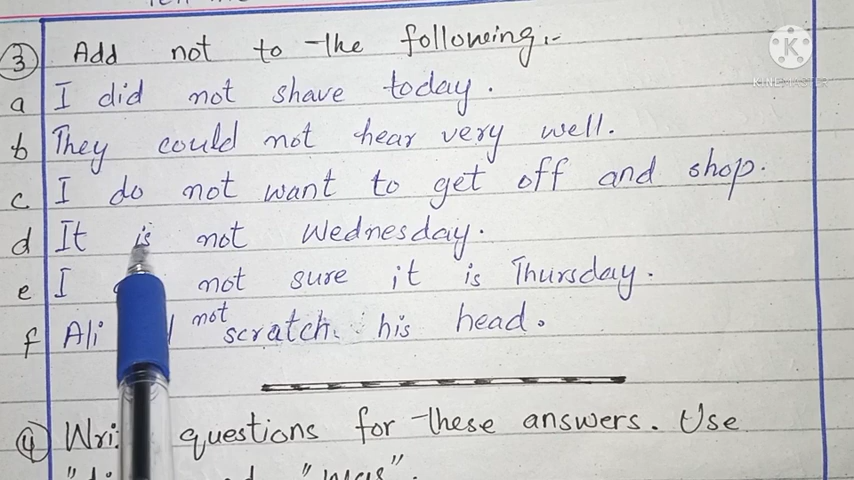 ③ Add not to the following:-
a I did not shave today.
b They could not hear very well.
c I do not want to get off and shop.
d It is not Wednesday.
e I not sure it is Thursday.
f Ali not scratch his head.
④ questions for these answers. Use
"was".
K
KINEMASTER